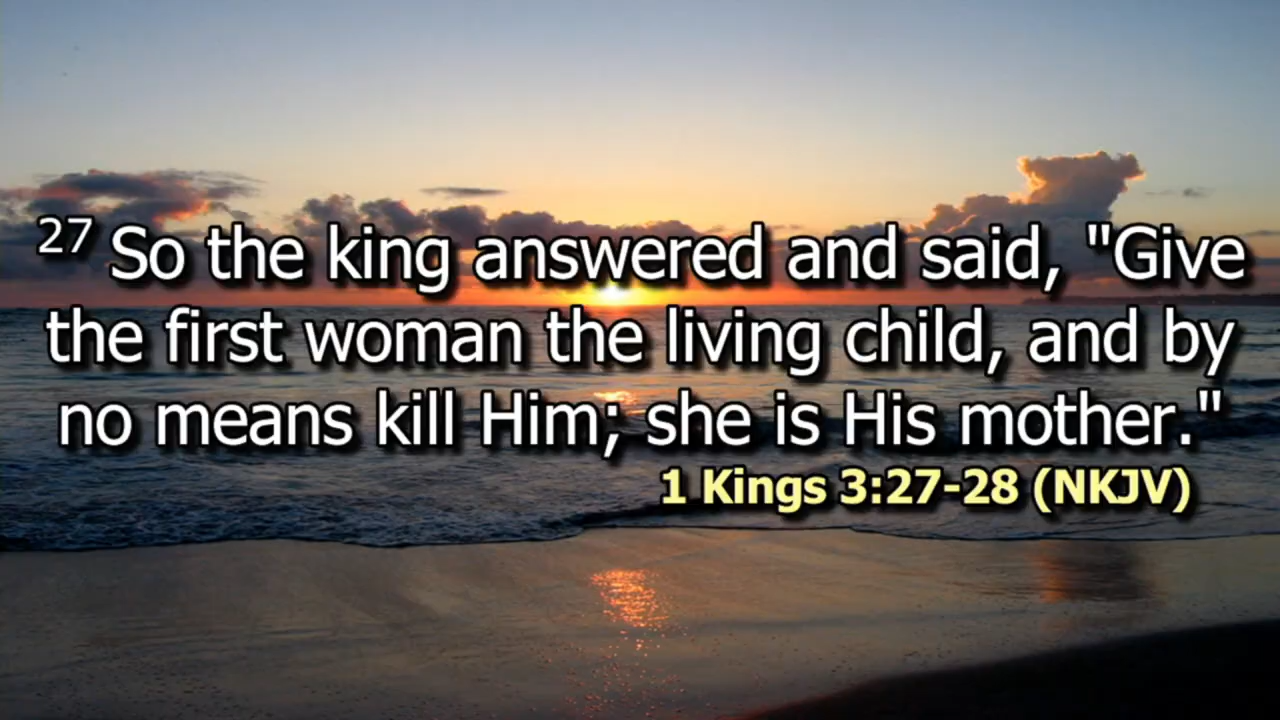 27 So the king answered and said, "Give
the first woman the living child, and by
no means kill Him; she is His mother."
1 Kings 3:27-28 (NKJV)